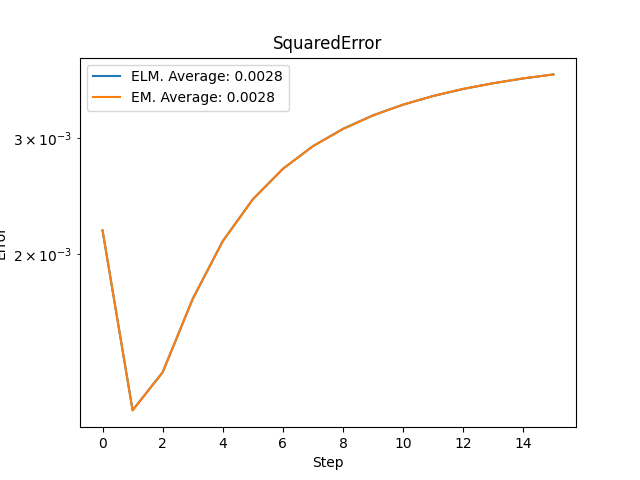 SquaredError
ELM. Average: 0.0028
EM. Average: 0.0028
3 × 10⁻³
2 × 10⁻³
Error
0 2 4 6 8 10 12 14
Step